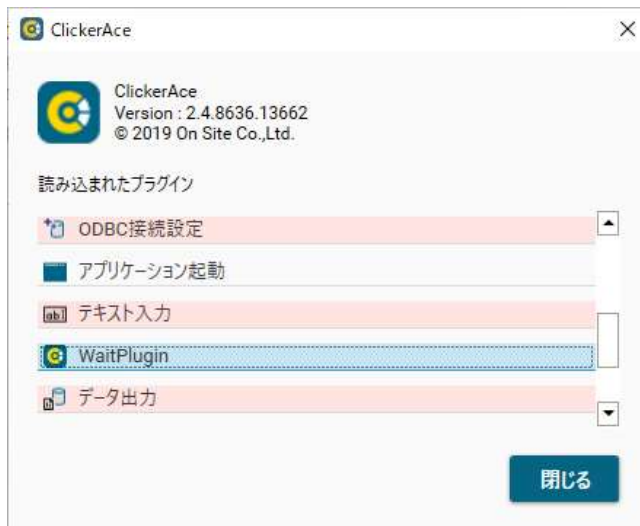 ClickerAce
ClickerAce
Version : 2.4.8636.13662
© 2019 On Site Co.,Ltd.
読み込まれたプラグイン
ODBC接続設定
アプリケーション起動
テキスト入力
WaitPlugin
データ出力
閉じる